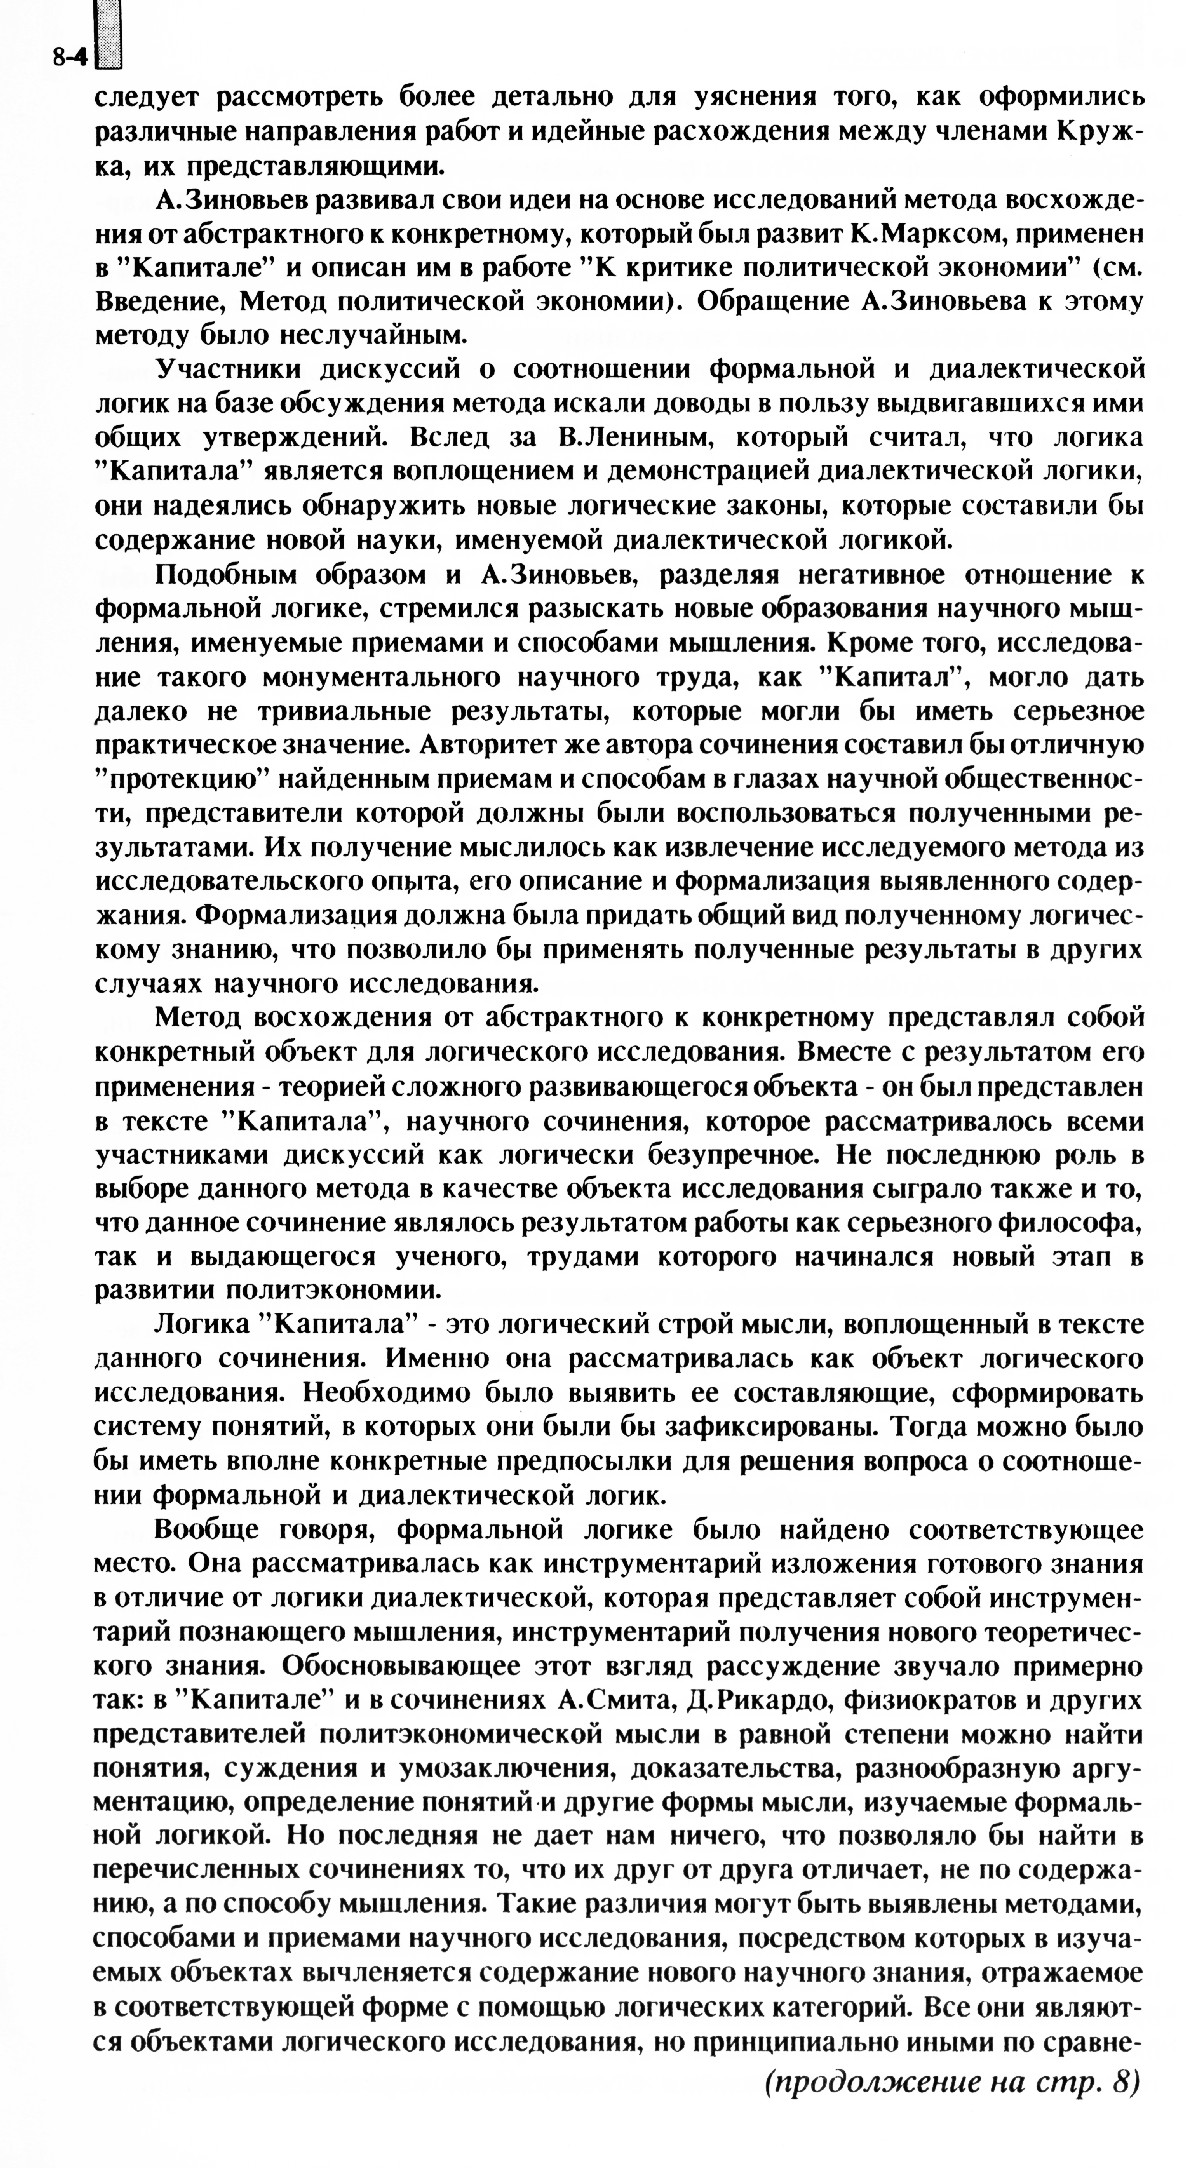 8-4
следует рассмотреть более детально для уяснения того, как оформились
различные направления работ и идейные расхождения между членами Круж-
ка, их представляющими.
А.Зиновьев развивал свои идеи на основе исследований метода восхожде-
ния от абстрактного к конкретному, который был развит К.Марксом, применен
в ”Капитале” и описан им в работе ”К критике политической экономии” (см.
Введение, Метод политической экономии). Обращение А.Зиновьева к этому
методу было неслучайным.
Участники дискуссий о соотношении формальной и диалектической
логик на базе обсуждения метода искали доводы в пользу выдвигавшихся ими
общих утверждений. Вслед за В.Лениным, который считал, что логика
”Капитала” является воплощением и демонстрацией диалектической логики,
они надеялись обнаружить новые логические законы, которые составили бы
содержание новой науки, именуемой диалектической логикой.
Подобным образом и А.Зиновьев, разделяя негативное отношение к
формальной логике, стремился разыскать новые образования научного мыш-
ления, именуемые приемами и способами мышления. Кроме того, исследова-
ние такого монументального научного труда, как ”Капитал”, могло дать
далеко не тривиальные результаты, которые могли бы иметь серьезное
практическое значение. Авторитет же автора сочинения составил бы отличную
”протекцию” найденным приемам и способам в глазах научной общественнос-
ти, представители которой должны были воспользоваться полученными ре-
зультатами. Их получение мыслилось как извлечение исследуемого метода из
исследовательского опыта, его описание и формализация выявленного содер-
жания. Формализация должна была придать общий вид полученному логичес-
кому знанию, что позволило бы применять полученные результаты в других
случаях научного исследования.
Метод восхождения от абстрактного к конкретному представлял собой
конкретный объект для логического исследования. Вместе с результатом его
применения - теорией сложного развивающегося объекта - он был представлен
в тексте ”Капитала”, научного сочинения, которое рассматривалось всеми
участниками дискуссий как логически безупречное. Не последнюю роль в
выборе данного метода в качестве объекта исследования сыграло также и то,
что данное сочинение являлось результатом работы как серьезного философа,
так и выдающегося ученого, трудами которого начинался новый этап в
развитии политэкономии.
Логика ”Капитала” - это логический строй мысли, воплощенный в тексте
данного сочинения. Именно она рассматривалась как объект логического
исследования. Необходимо было выявить ее составляющие, сформировать
систему понятий, в которых они были бы зафиксированы. Тогда можно было
бы иметь вполне конкретные предпосылки для решения вопроса о соотноше-
нии формальной и диалектической логик.
Вообще говоря, формальной логике было найдено соответствующее
место. Она рассматривалась как инструментарий изложения готового знания
в отличие от логики диалектической, которая представляет собой инструмен-
тарий познающего мышления, инструментарий получения нового теоретичес-
кого знания. Обосновывающее этот взгляд рассуждение звучало примерно
так: в ”Капитале” и в сочинениях А.Смита, Д.Рикардо, физиократов и других
представителей политэкономической мысли в равной степени можно найти
понятия, суждения и умозаключения, доказательства, разнообразную аргу-
ментацию, определение понятий и другие формы мысли, изучаемые формаль-
ной логикой. Но последняя не дает нам ничего, что позволяло бы найти в
перечисленных сочинениях то, что их друг от друга отличает, не по содержа-
нию, а по способу мышления. Такие различия могут быть выявлены методами,
способами и приемами научного исследования, посредством которых в изуча-
емых объектах вычленяется содержание нового научного знания, отражаемое
в соответствующей форме с помощью логических категорий. Все они являют-
ся объектами логического исследования, но принципиально иными по сравне-
(продолжение на стр. 8)